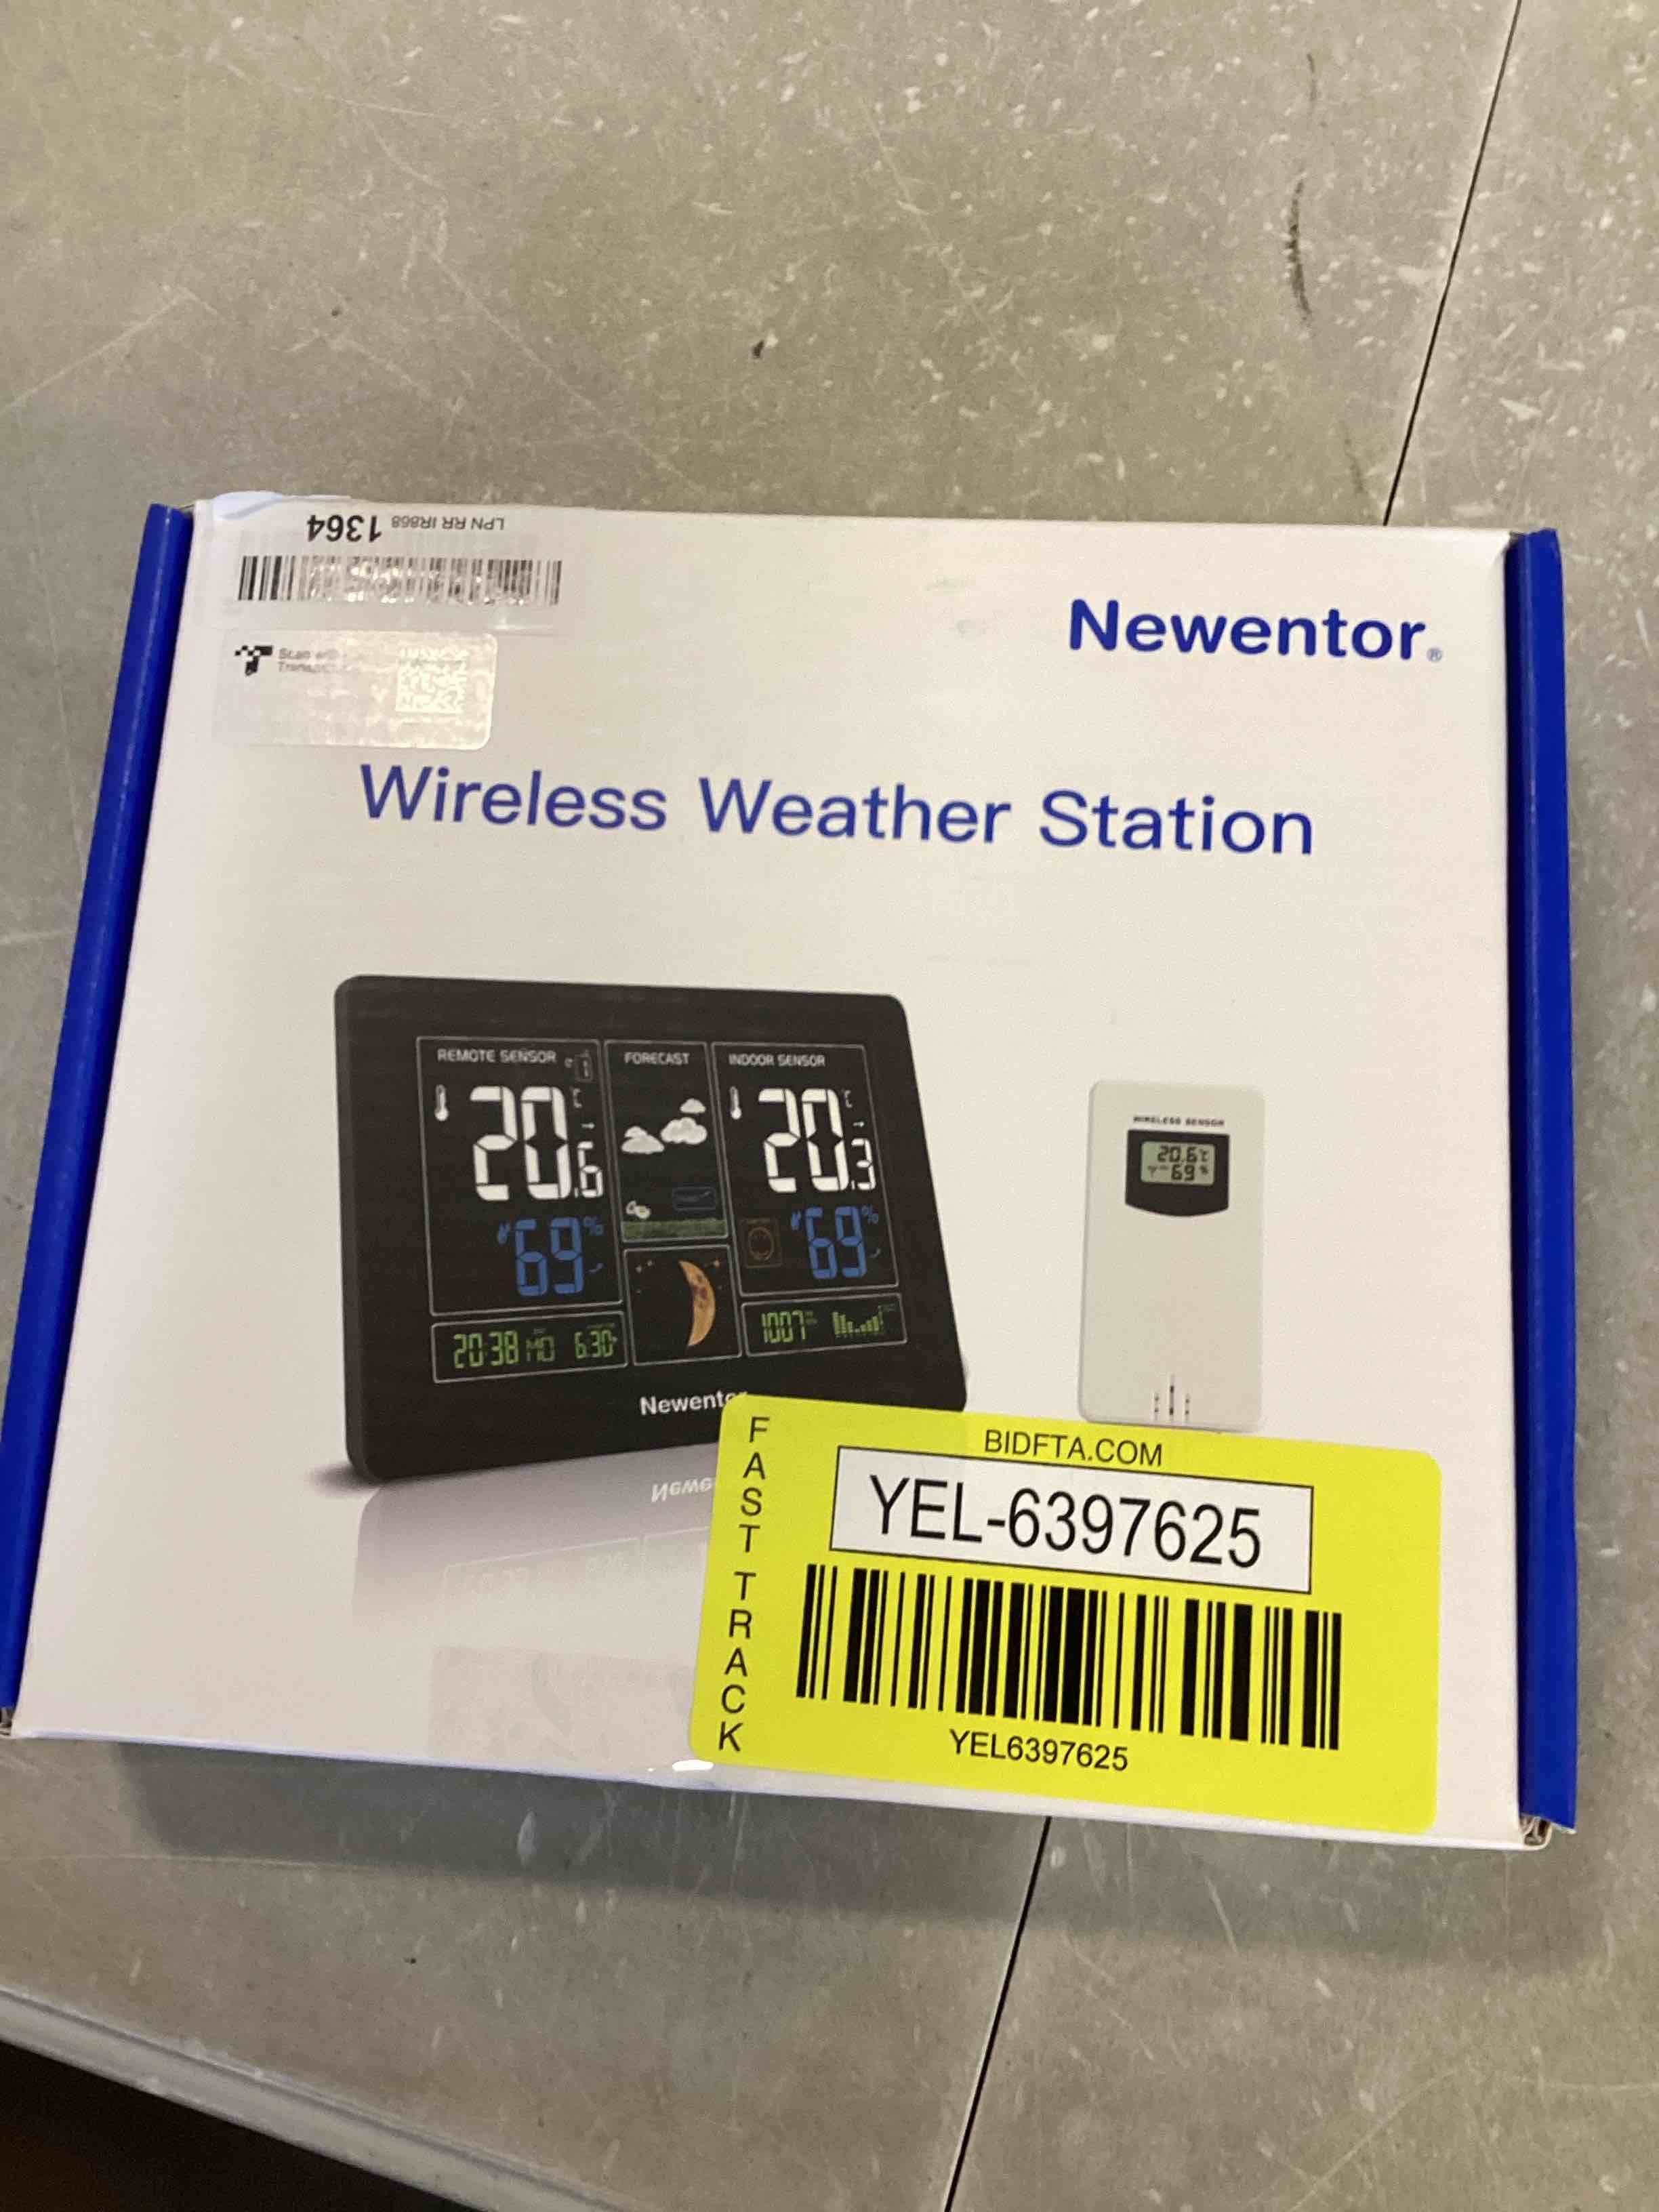 LPN RR IR868 1364
Scan with
Newentor®
Wireless Weather Station
REMOTE SENSOR
FORECAST
INDOOR SENSOR
20.6 °C
20.3 °C
69%
69%
20:38 MO 6.30
1007
Newentor
WIRELESS SENSOR
20.6 °C
69 %
FAST TRACK
BIDFTA.COM
YEL-6397625
YEL6397625